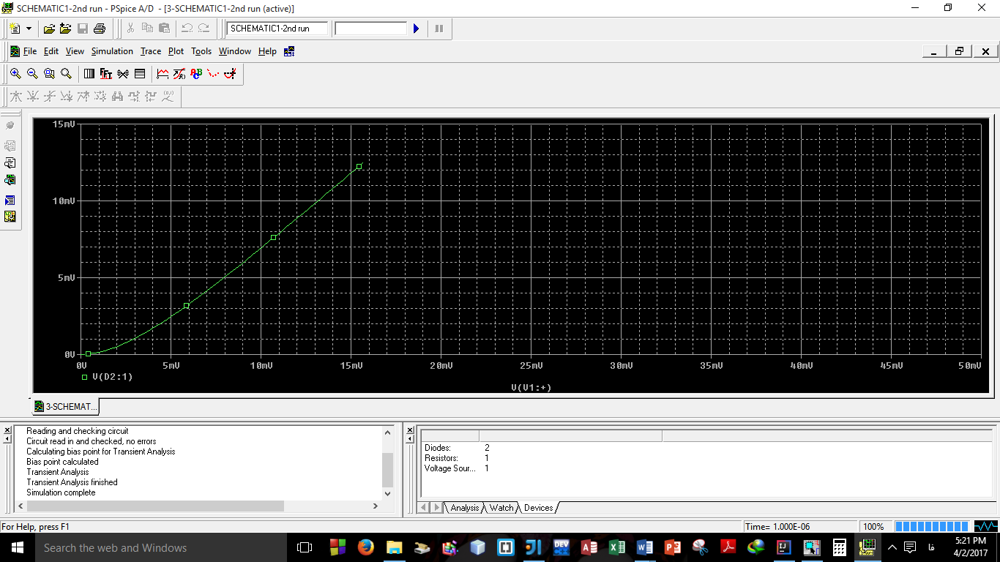 SCHEMATIC1-2nd run - PSpice A/D - [3-SCHEMATIC1-2nd run (active)]
SCHEMATIC1-2nd run
File Edit View Simulation Trace Plot Tools Window Help
FFT
ABC
15mV
10mV
5mV
0V
0V 5mV 10mV 15mV 20mV 25mV 30mV 35mV 40mV 45mV 50mV
V(D2:1)
V(V1:+)
3-SCHEMAT...
Reading and checking circuit
Circuit read in and checked, no errors
Calculating bias point for Transient Analysis
Bias point calculated
Transient Analysis
Transient Analysis finished
Simulation complete
Diodes: 2
Resistors: 1
Voltage Sour... 1
Analysis Watch Devices
For Help, press F1
Time= 1.000E-06 100%
Search the web and Windows
DEV
فا
5:21 PM
4/2/2017